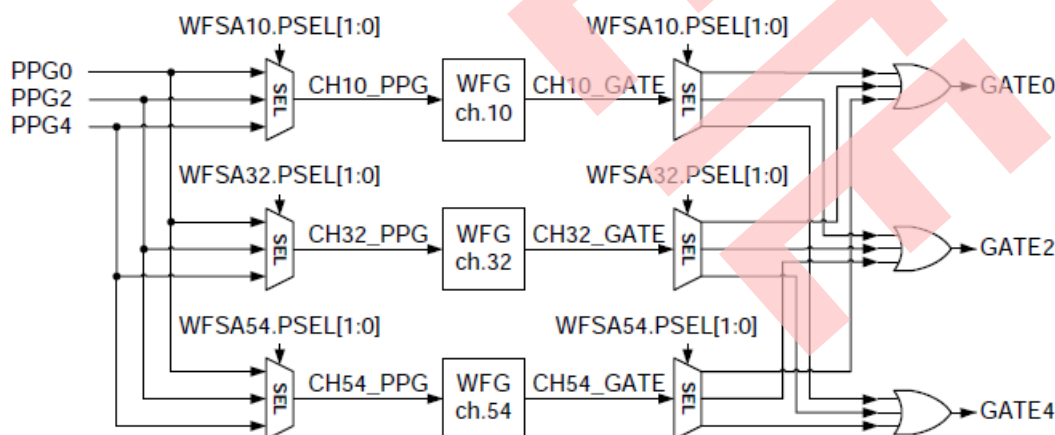 WFSA10.PSEL[1:0] WFSA10.PSEL[1:0]
PPG0 SEL CH10_PPG WFG ch.10 CH10_GATE SEL GATE0
PPG2
PPG4
WFSA32.PSEL[1:0] WFSA32.PSEL[1:0]
SEL CH32_PPG WFG ch.32 CH32_GATE SEL GATE2
WFSA54.PSEL[1:0] WFSA54.PSEL[1:0]
SEL CH54_PPG WFG ch.54 CH54_GATE SEL GATE4